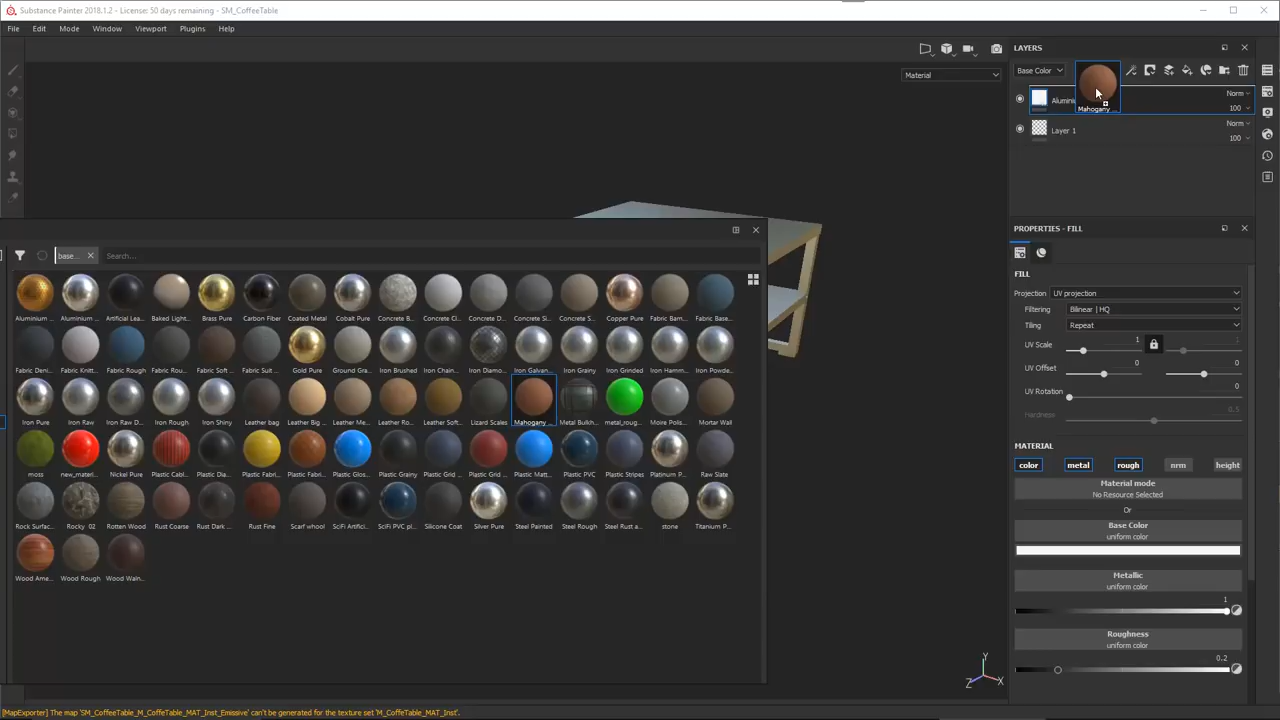 Substance Painter 2018.1.2 - License: 50 days remaining - SM_CoffeeTable
File Edit Mode Window Viewport Plugins Help
Material
LAYERS
Base Color
Mahogany ...
Alumini
Norm
100
Layer 1
Norm
100
base...
Search...
Aluminium ... Aluminium ... Artificial Lea... Baked Light... Brass Pure Carbon Fiber Coated Metal Cobalt Pure Concrete B... Concrete Cl... Concrete D... Concrete Si... Concrete S... Copper Pure Fabric Barn... Fabric Base...
Fabric Deni... Fabric Knitt... Fabric Rough Fabric Rou... Fabric Soft ... Fabric Suit ... Gold Pure Ground Gra... Iron Brushed Iron Chain... Iron Diamo... Iron Galvan... Iron Grainy Iron Grinded Iron Hamm... Iron Powde...
Iron Pure Iron Raw Iron Raw D... Iron Rough Iron Shiny Leather bag Leather Big ... Leather Me... Leather Ro... Leather Soft... Lizard Scales Mahogany ... Metal Bulkh... metal_roug... Moire Polis... Mortar Wall
moss new_materi... Nickel Pure Plastic Cabl... Plastic Dia... Plastic Fabri... Plastic Fabri... Plastic Glos... Plastic Grainy Plastic Grid ... Plastic Grid ... Plastic Matt... Plastic PVC Plastic Stripes Platinum P... Raw Slate
Rock Surfac... Rocky_02 Rotten Wood Rust Coarse Rust Dark ... Rust Fine Scarf whool SciFi Artifici... SciFi PVC pl... Silicone Coat Silver Pure Steel Painted Steel Rough Steel Rust a... stone Titanium P...
Wood Ame... Wood Rough Wood Waln...
PROPERTIES - FILL
FILL
Projection UV projection
Filtering Bilinear | HQ
Tiling Repeat
UV Scale 1 1
UV Offset 0 0
UV Rotation 0
Hardness 0.5
MATERIAL
color metal rough nrm height
Material mode
No Resource Selected
Or
Base Color
uniform color
Metallic
uniform color
1
Roughness
uniform color
0.2
Y
Z X
[MapExporter] The map 'SM_CoffeeTable_M_CoffeTable_MAT_Inst_Emissive' can't be generated for the texture set 'M_CoffeTable_MAT_Inst'.